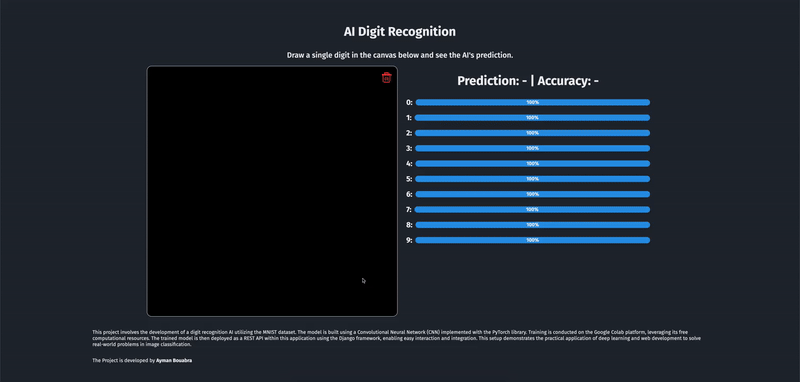 AI Digit Recognition
Draw a single digit in the canvas below and see the AI's prediction.
Prediction: - | Accuracy: -
0: 100%
1: 100%
2: 100%
3: 100%
4: 100%
5: 100%
6: 100%
7: 100%
8: 100%
9: 100%
This project involves the development of a digit recognition AI utilizing the MNIST dataset. The model is built using a Convolutional Neural Network (CNN) implemented with the PyTorch library. Training is conducted on the Google Colab platform, leveraging its free
computational resources. The trained model is then deployed as a REST API within this application using the Django framework, enabling easy interaction and integration. This setup demonstrates the practical application of deep learning and web development to solve
real-world problems in image classification.
The Project is developed by Ayman Bouabra